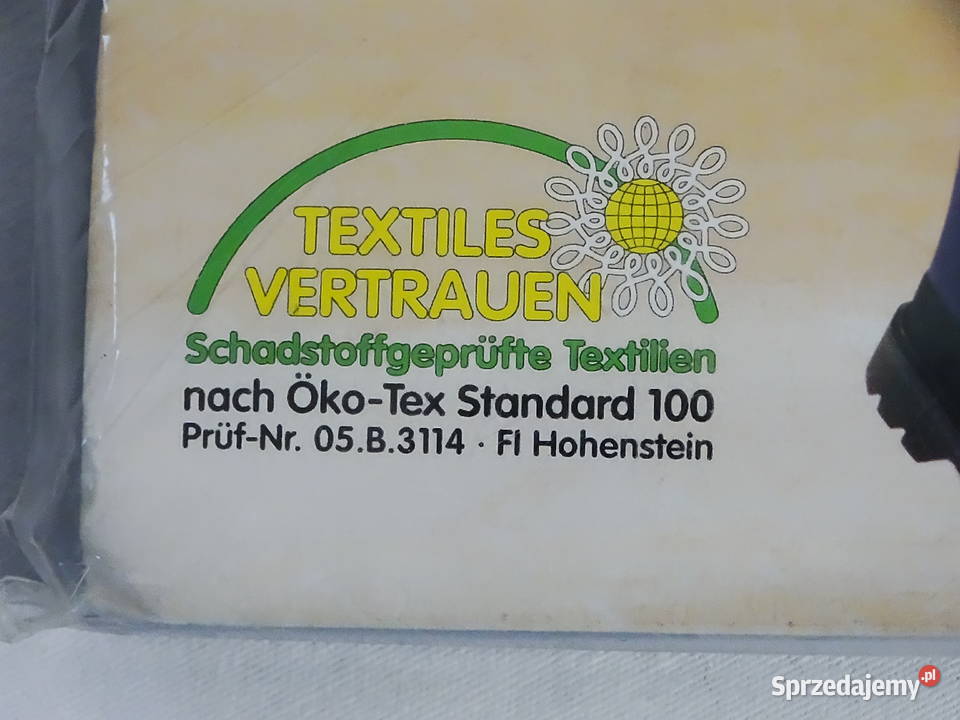 TEXTILES
VERTRAUEN
Schadstoffgeprüfte Textilien
nach Öko-Tex Standard 100
Prüf-Nr. 05.B.3114 · FI Hohenstein
Sprzedajemy.pl